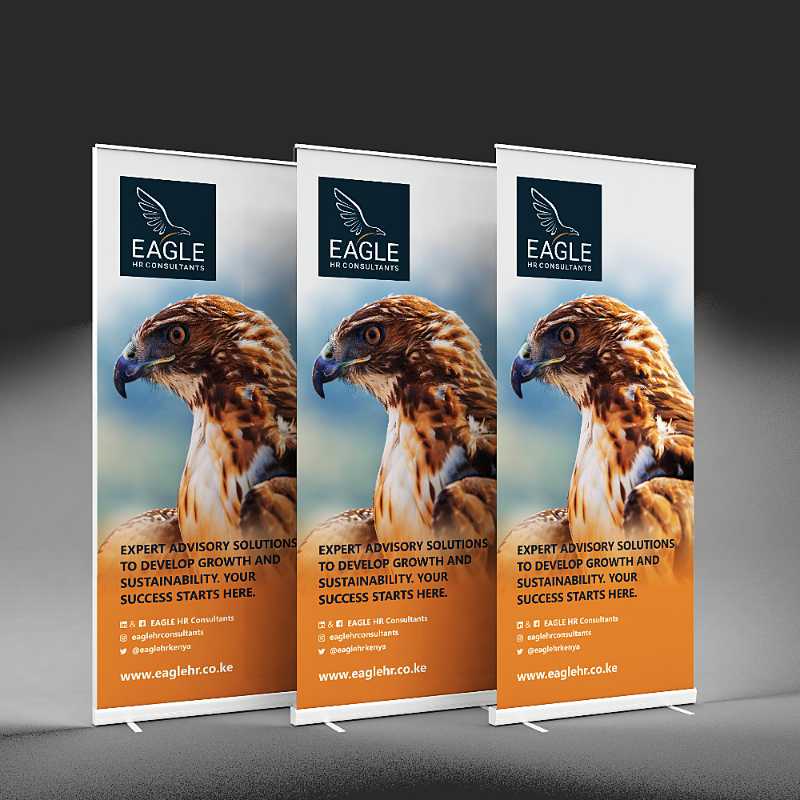 EAGLE
HR CONSULTANTS
EXPERT ADVISORY SOLUTIONS
TO DEVELOP GROWTH AND
SUSTAINABILITY. YOUR
SUCCESS STARTS HERE.
& EAGLE HR Consultants
eaglehrconsultants
@eaglehrkenya
www.eaglehr.co.ke
EAGLE
HR CONSULTANTS
EXPERT ADVISORY SOLUTIONS
TO DEVELOP GROWTH AND
SUSTAINABILITY. YOUR
SUCCESS STARTS HERE.
& EAGLE HR Consultants
eaglehrconsultants
@eaglehrkenya
www.eaglehr.co.ke
EAGLE
HR CONSULTANTS
EXPERT ADVISORY SOLUTIONS
TO DEVELOP GROWTH AND
SUSTAINABILITY. YOUR
SUCCESS STARTS HERE.
& EAGLE HR Consultants
eaglehrconsultants
@eaglehrkenya
www.eaglehr.co.ke